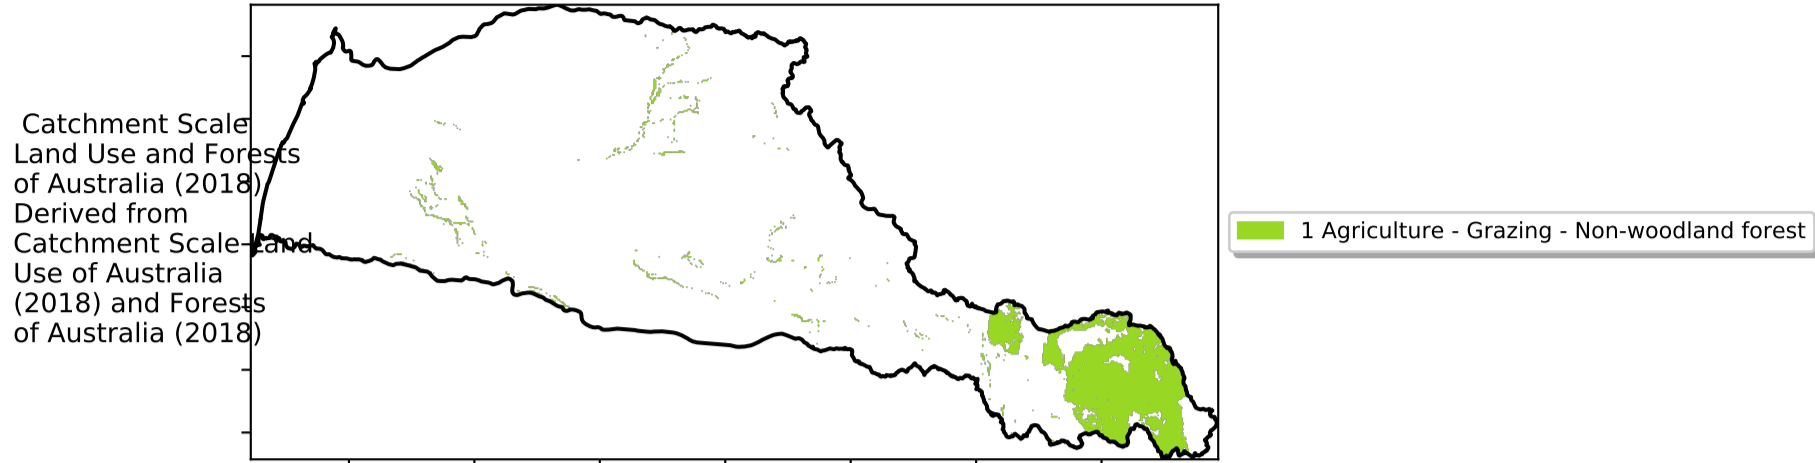 Catchment Scale
Land Use and Forests
of Australia (2018)
Derived from
Catchment Scale Land
Use of Australia
(2018) and Forests
of Australia (2018)
1 Agriculture - Grazing - Non-woodland forest